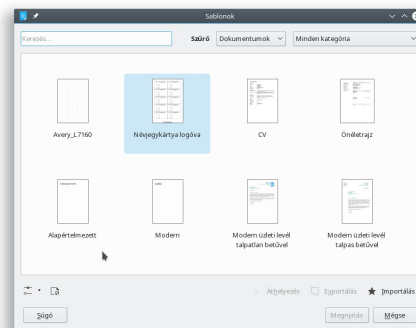 Sablonok
Keresés...
Szűrő Dokumentumok Minden kategória
Avery_L7160 Névjegykártya logóva CV Önéletrajz
Alapértelmezett Modern Modern üzleti levél talpatlan betűvel Modern üzleti levél talpas betűvel
Áthelyezés Exportálás Importálás
Súgó Megnyitás Mégse